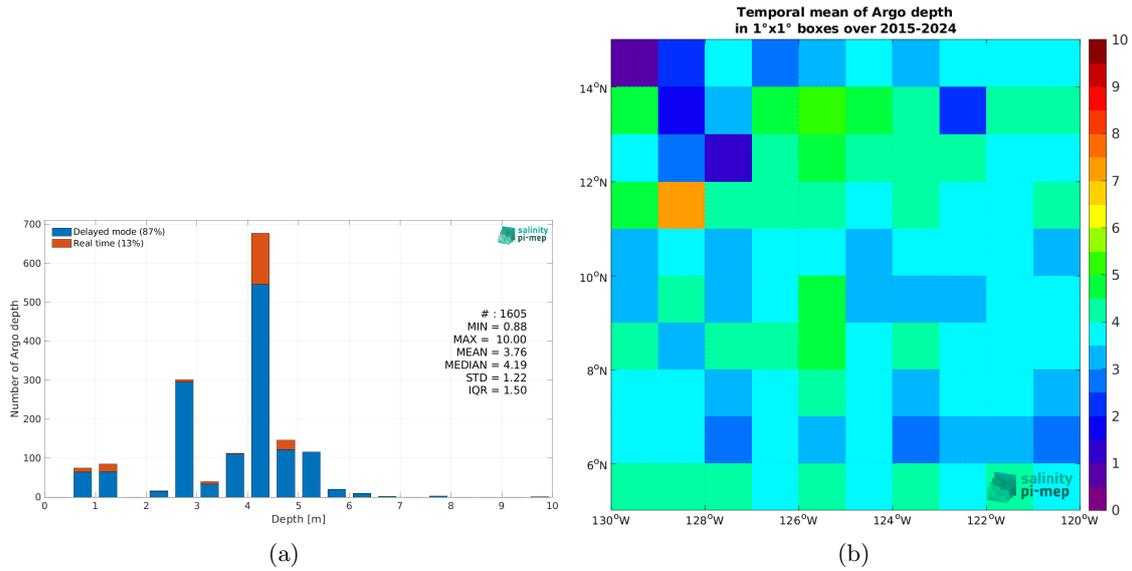 Temporal mean of Argo depth
in 1°x1° boxes over 2015-2024
Delayed mode (87%)
Real time (13%)
salinity
pi-mep
# : 1605
MIN = 0.88
MAX = 10.00
MEAN = 3.76
MEDIAN = 4.19
STD = 1.22
IQR = 1.50
Number of Argo depth
700
600
500
400
300
200
100
0
0 1 2 3 4 5 6 7 8 9 10
Depth [m]
(a)
14°N
12°N
10°N
8°N
6°N
130°W 128°W 126°W 124°W 122°W 120°W
salinity
pi-mep
10
9
8
7
6
5
4
3
2
1
0
(b)